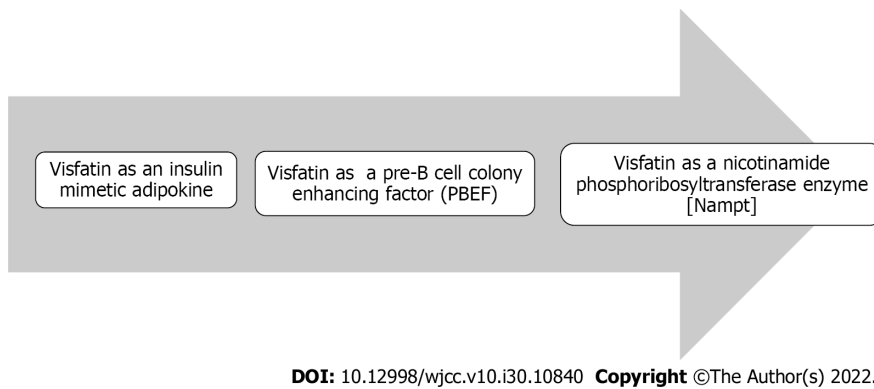 Visfatin as an insulin
mimetic adipokine
Visfatin as  a pre-B cell colony
enhancing factor (PBEF)
Visfatin as a nicotinamide
phosphoribosyltransferase enzyme
[Nampt]
DOI: 10.12998/wjcc.v10.i30.10840 Copyright ©The Author(s) 2022.